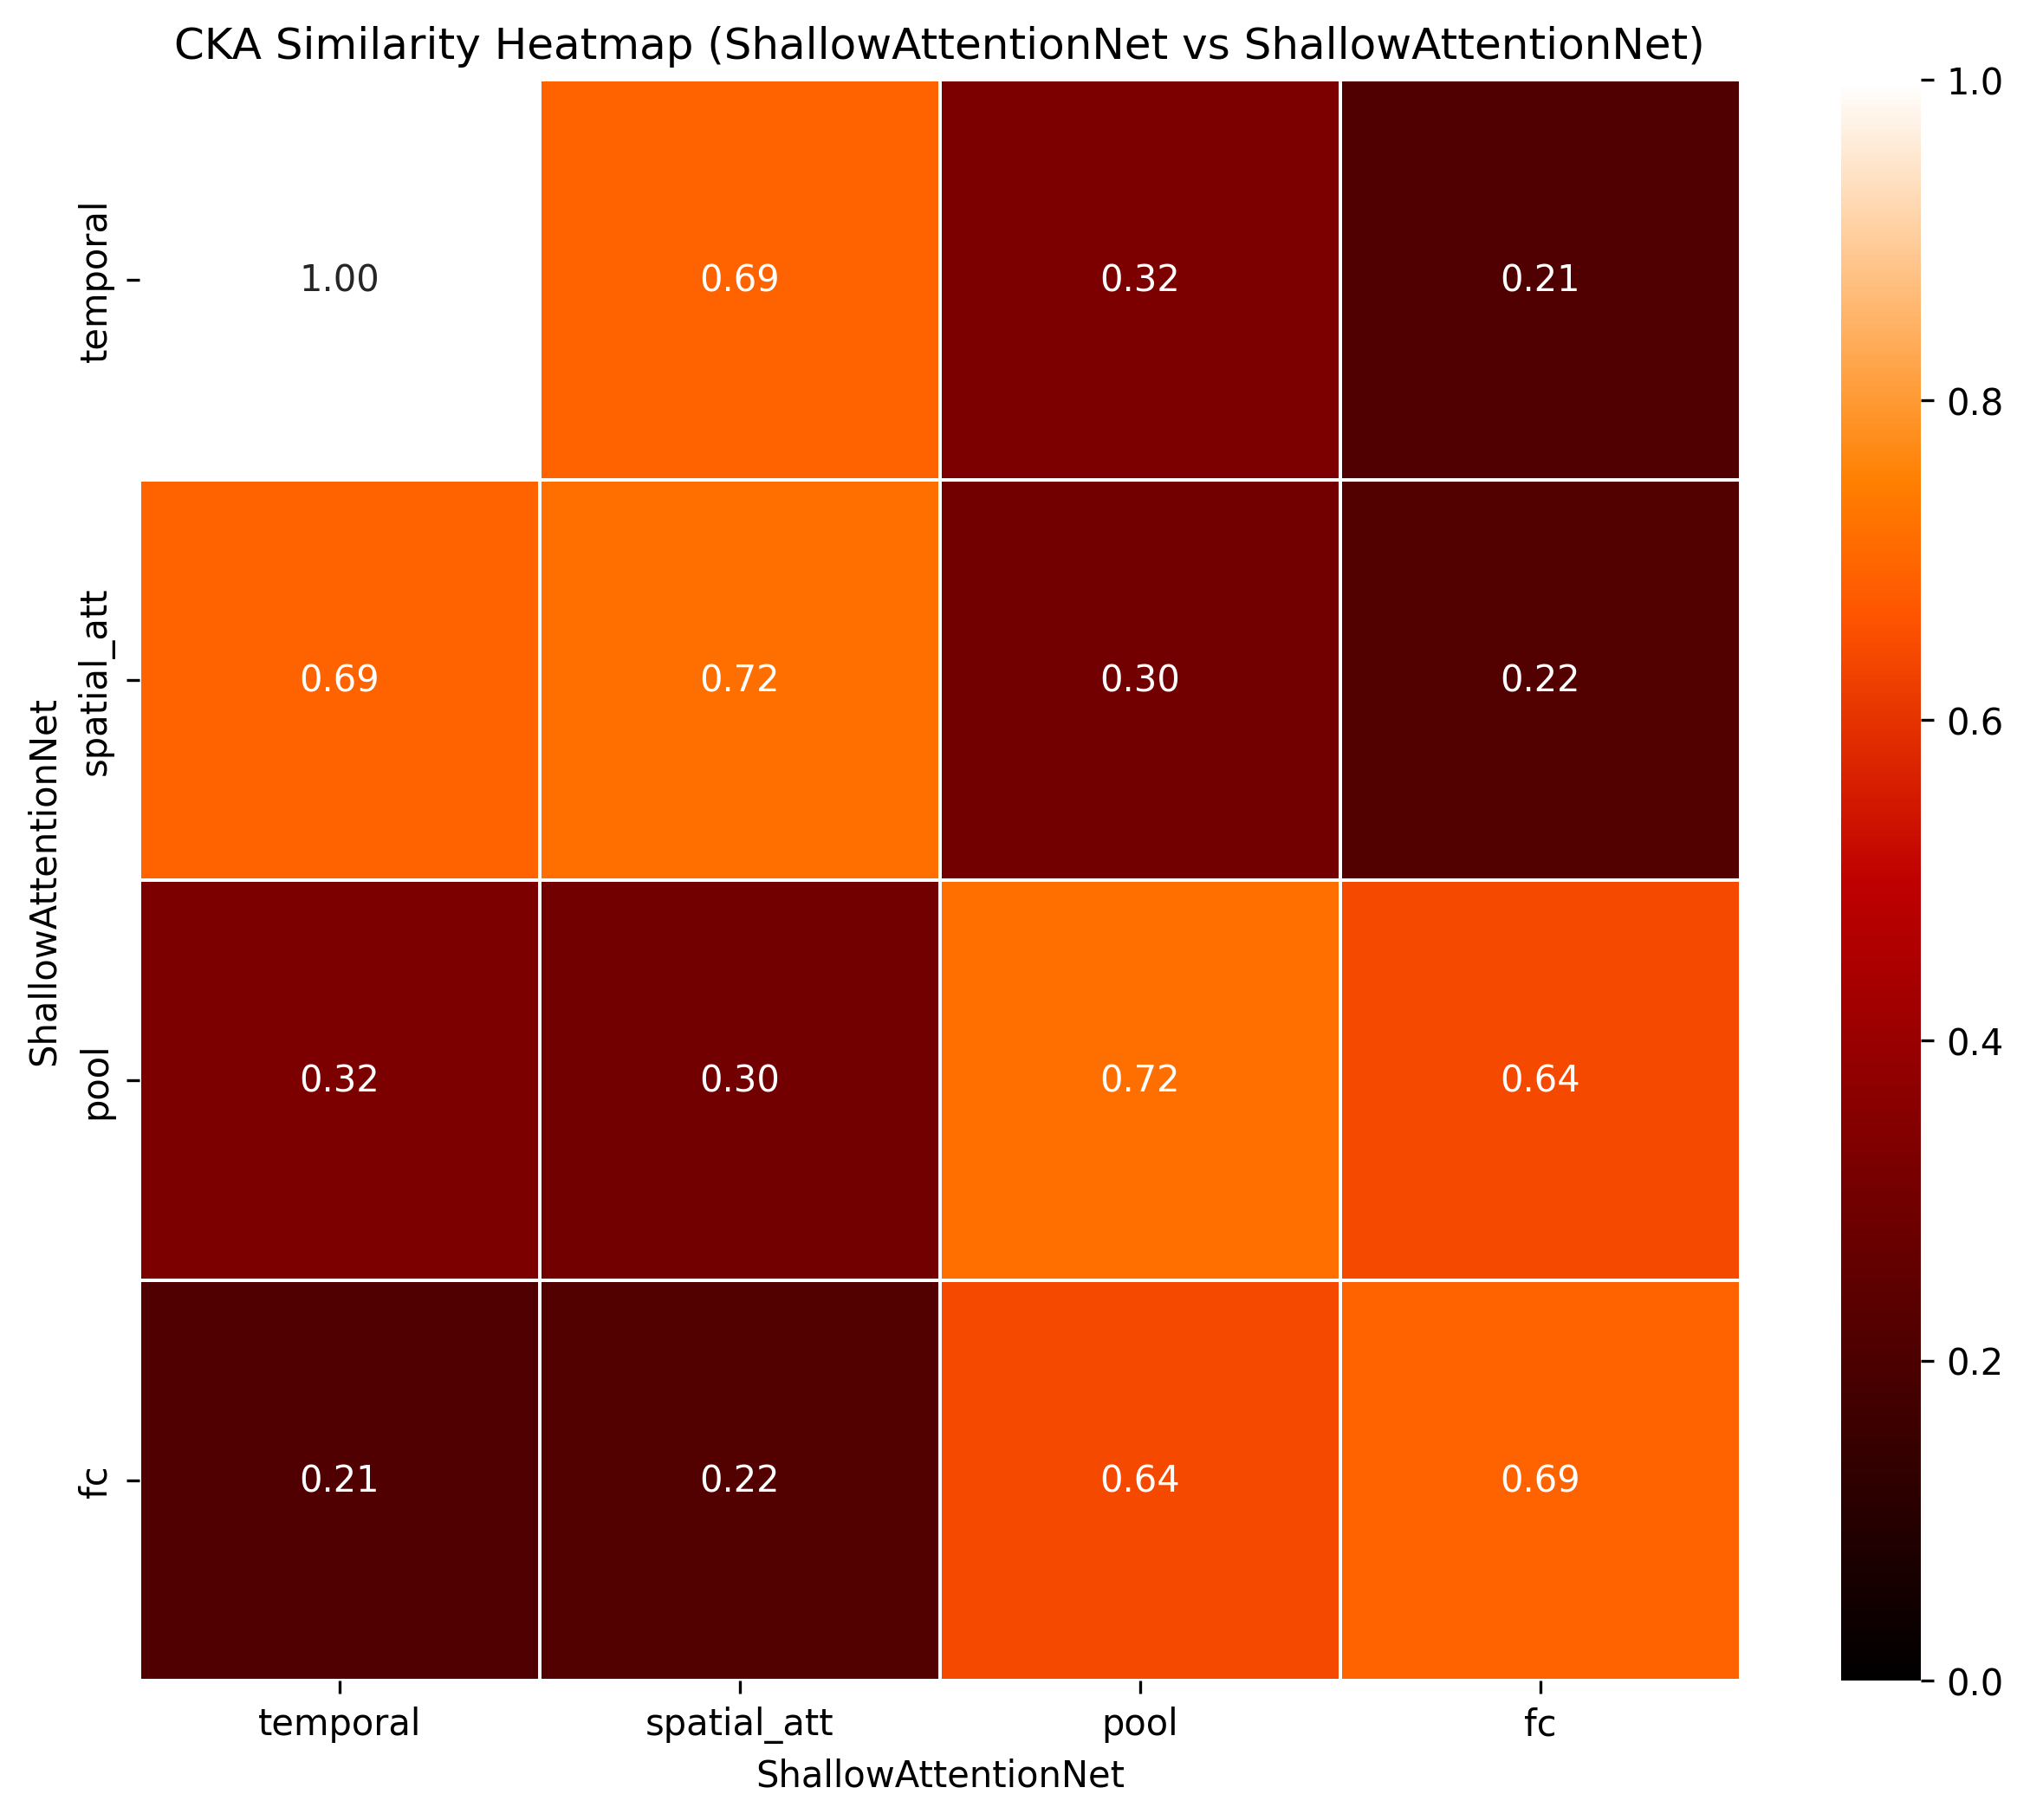 CKA Similarity Heatmap (ShallowAttentionNet vs ShallowAttentionNet)
ShallowAttentionNet
temporal
1.00 0.69 0.32 0.21
spatial_att
0.69 0.72 0.30 0.22
pool
0.32 0.30 0.72 0.64
fc
0.21 0.22 0.64 0.69
temporal spatial_att pool fc
ShallowAttentionNet
1.0
0.8
0.6
0.4
0.2
0.0